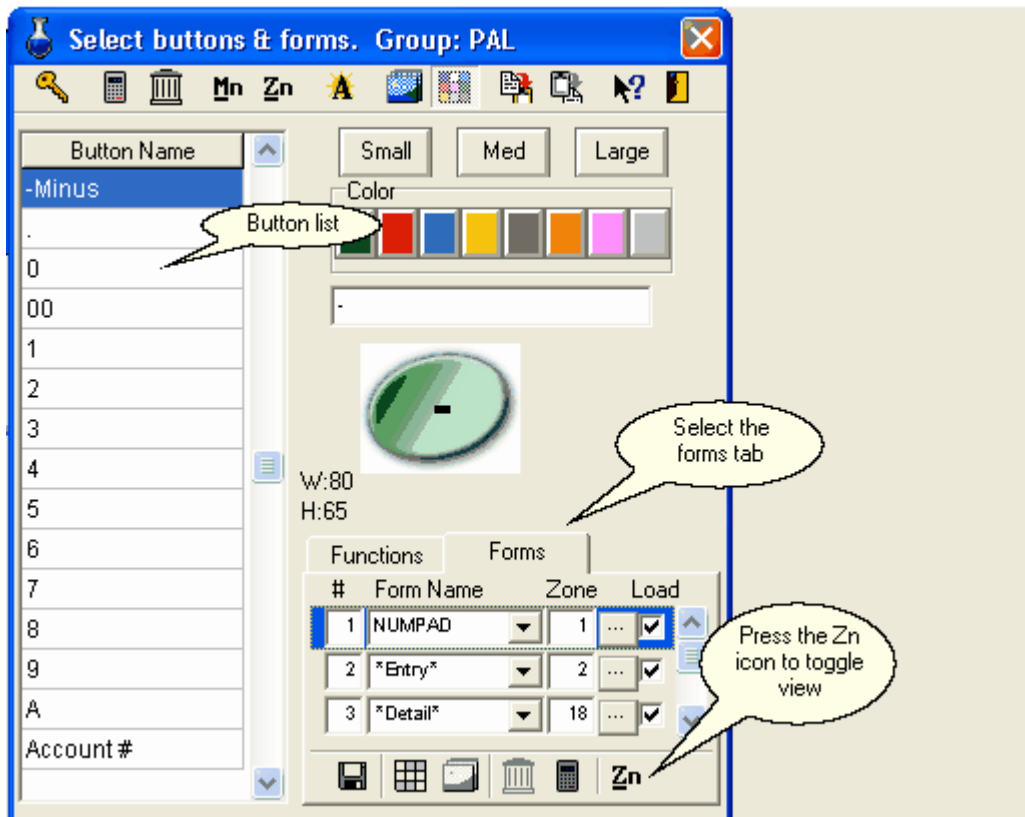 Select buttons & forms. Group: PAL
Mn Zn A ?
Button Name
-Minus
.
0
00
1
2
3
4
5
6
7
8
9
A
Account #
Button list
Small Med Large
Color
-
-
W:80
H:65
Select the
forms tab
Functions Forms
# Form Name Zone Load
1 NUMPAD 1 ...
2 *Entry* 2 ...
3 *Detail* 18 ...
Zn
Press the Zn
icon to toggle
view